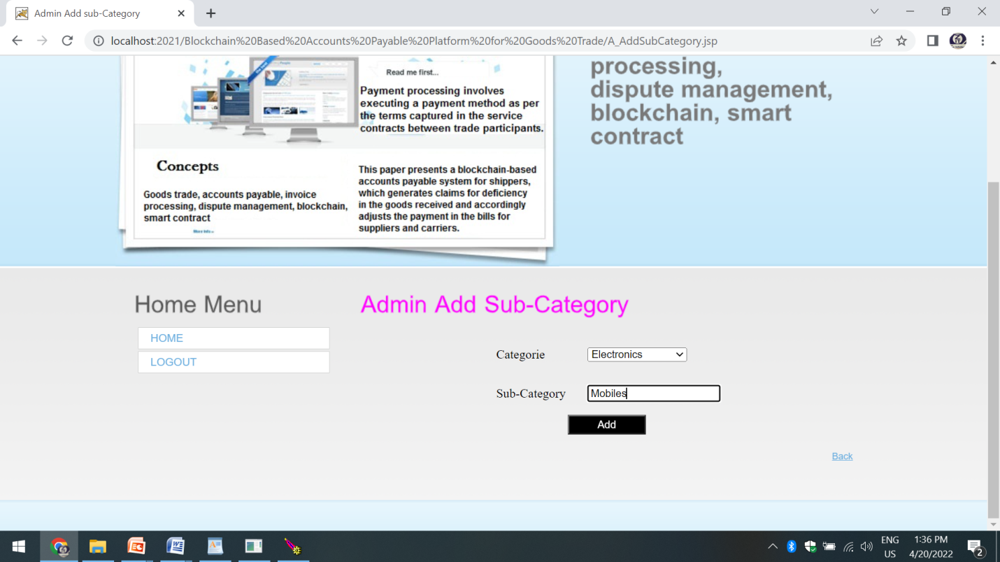 Admin Add sub-Category
localhost:2021/Blockchain%20Based%20Accounts%20Payable%20Platform%20for%20Goods%20Trade/A_AddSubCategory.jsp
Read me first...
Payment processing involves
executing a payment method as per
the terms captured in the service
contracts between trade participants.
Concepts
Goods trade, accounts payable, invoice
processing, dispute management, blockchain,
smart contract
More info »
This paper presents a blockchain-based
accounts payable system for shippers,
which generates claims for deficiency
in the goods received and accordingly
adjusts the payment in the bills for
suppliers and carriers.
processing,
dispute management,
blockchain, smart
contract
Home Menu
HOME
LOGOUT
Admin Add Sub-Category
Categorie
Electronics
Sub-Category
Mobiles
Add
Back
ENG
US
1:36 PM
4/20/2022
2